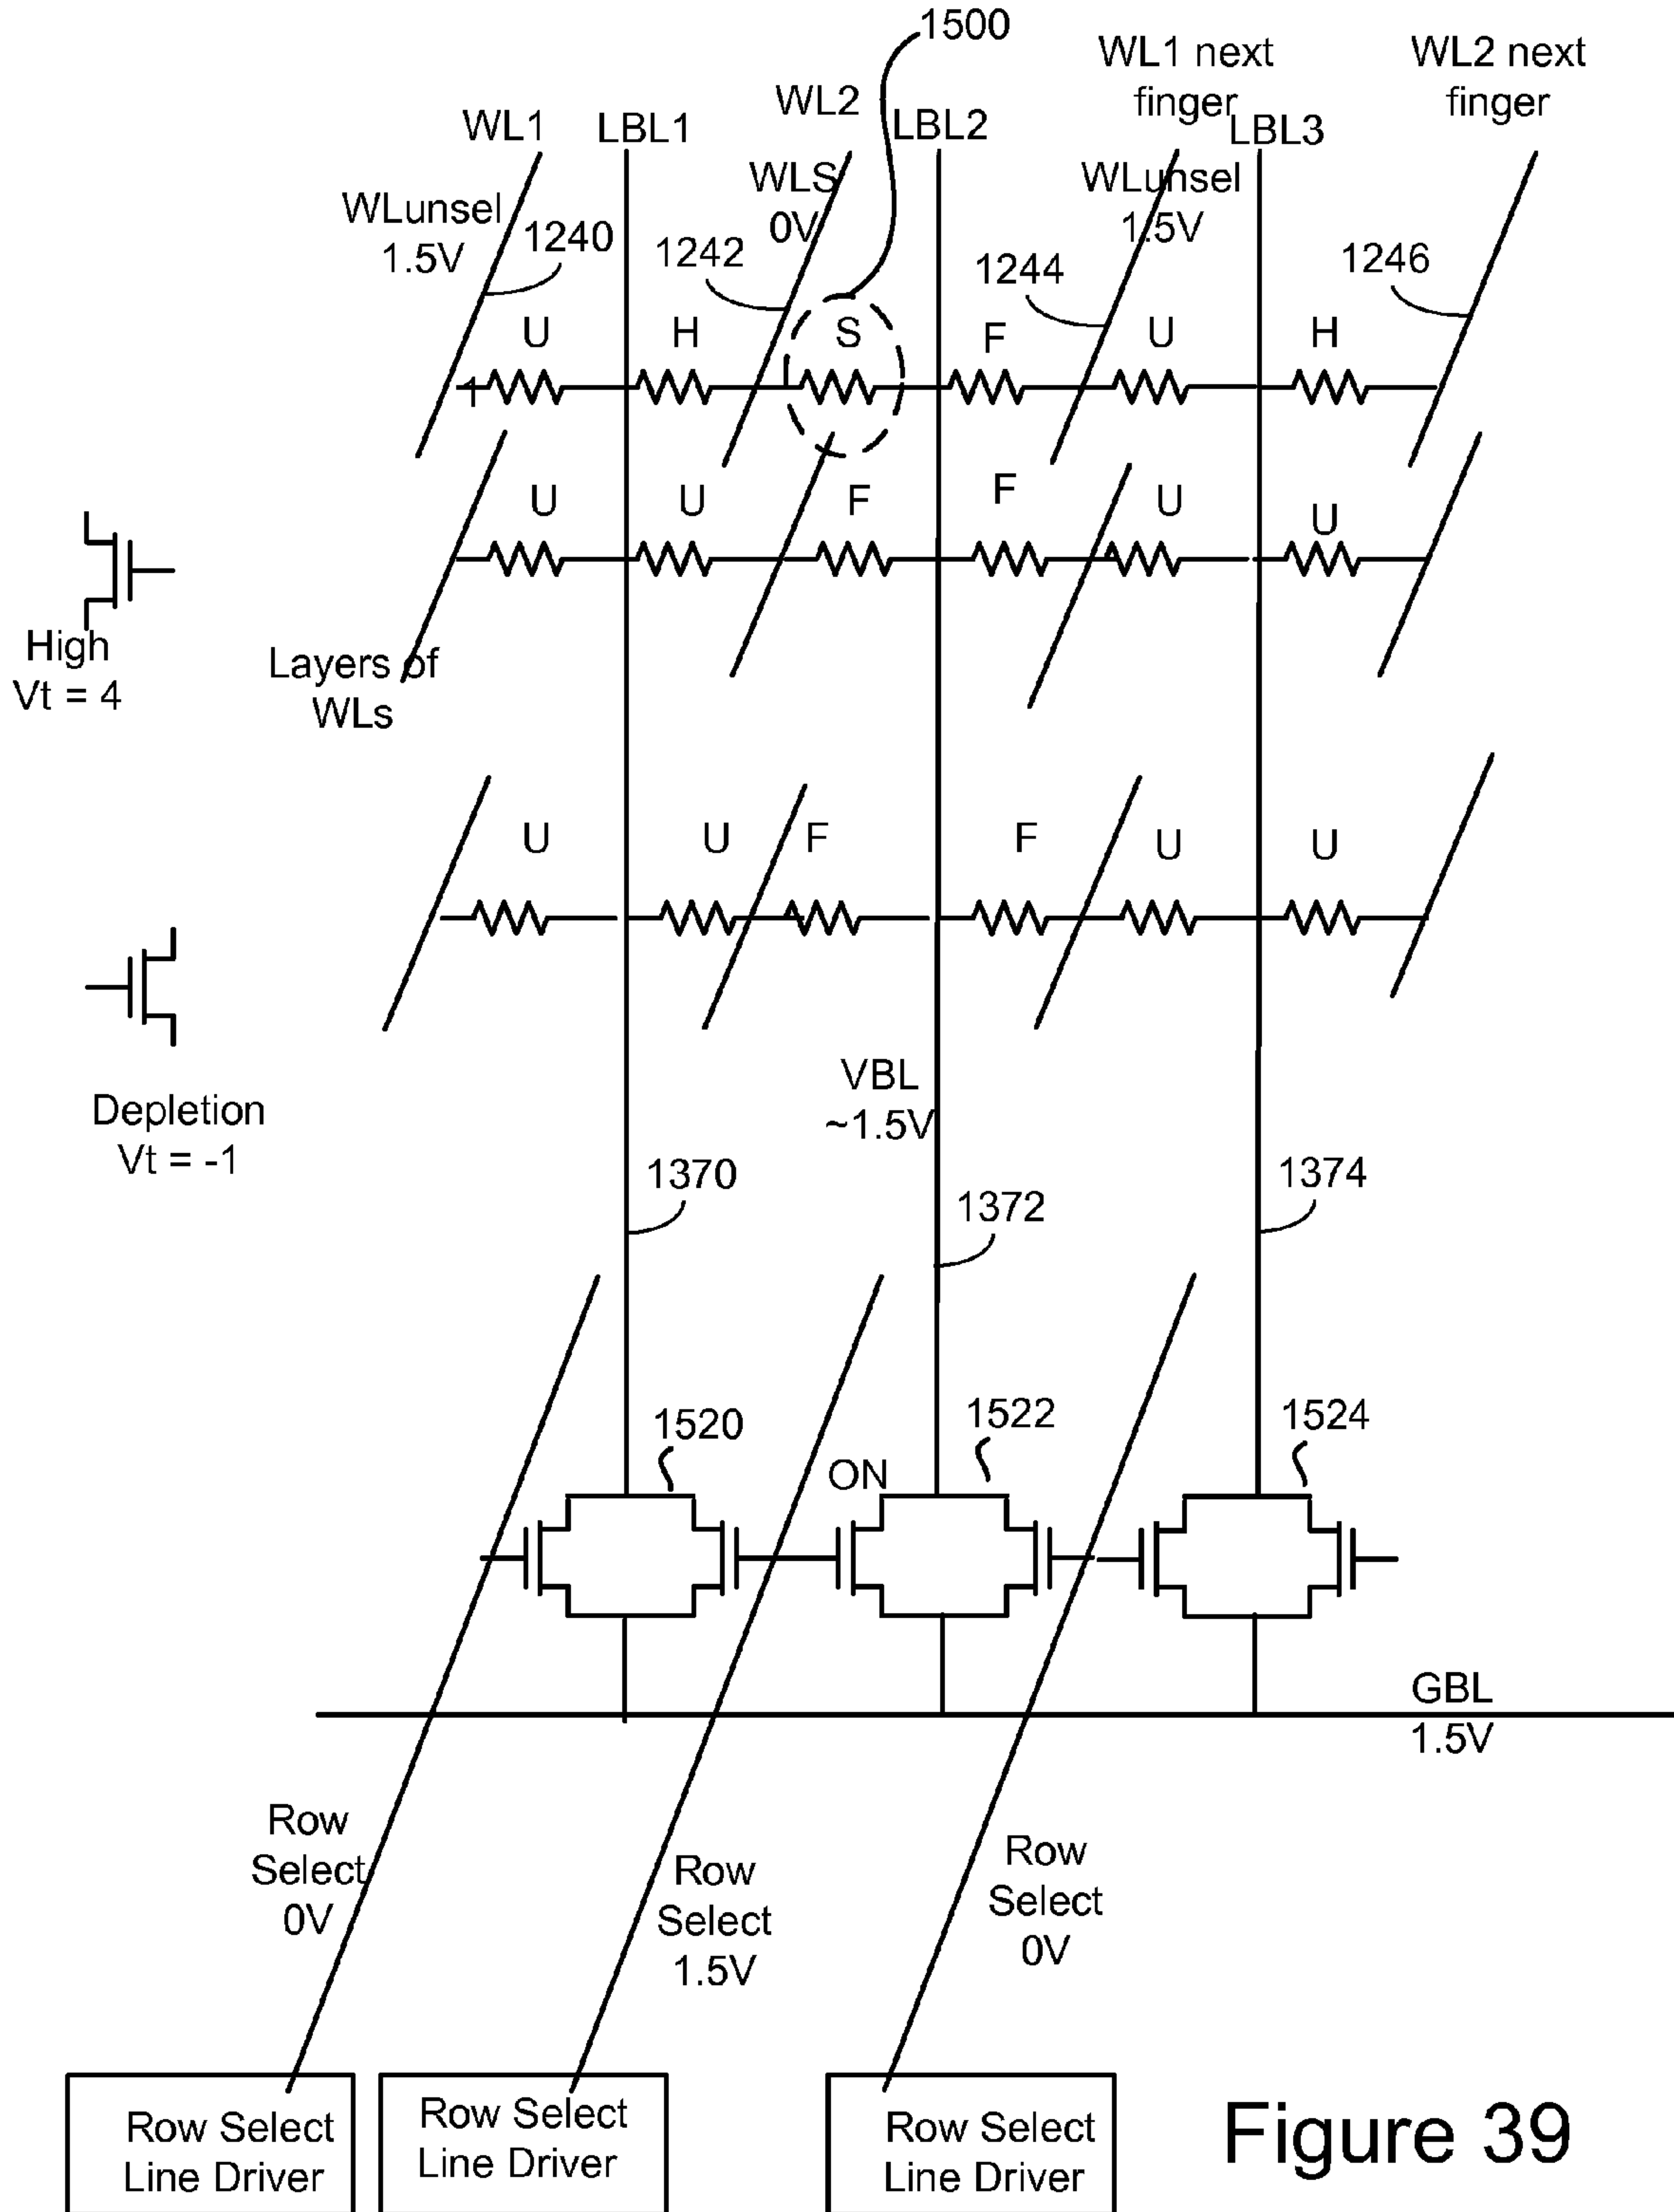 1500
WL1 next
finger
WL2 next
finger
WL1
LBL1
WL2
LBL2
LBL3
WLunsel
1.5V
WLS
0V
WLunsel
1.5V
1240
1242
1244
1246
U
H
S
F
U
H
1
U
U
F
F
U
U
High
Vt = 4
Layers of
WLs
U
U
F
F
U
U
Depletion
Vt = -1
VBL
~1.5V
1370
1372
1374
1520
1522
1524
ON
GBL
1.5V
Row
Select
0V
Row
Select
1.5V
Row
Select
0V
Row Select
Line Driver
Row Select
Line Driver
Row Select
Line Driver
Figure 39